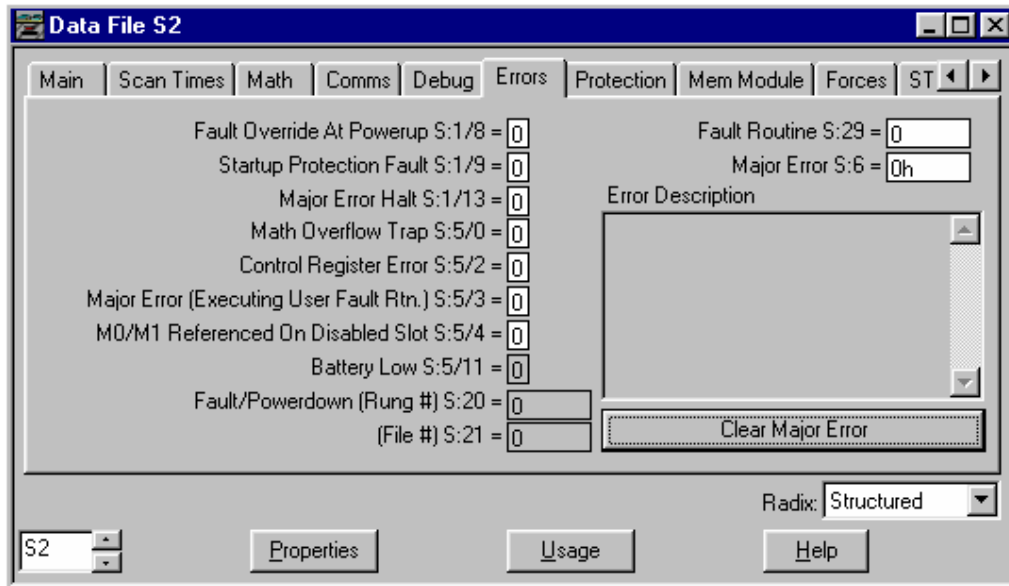 Data File S2
Main Scan Times Math Comms Debug Errors Protection Mem Module Forces ST
Fault Override At Powerup S:1/8 = 0
Startup Protection Fault S:1/9 = 0
Major Error Halt S:1/13 = 0
Math Overflow Trap S:5/0 = 0
Control Register Error S:5/2 = 0
Major Error (Executing User Fault Rtn.) S:5/3 = 0
M0/M1 Referenced On Disabled Slot S:5/4 = 0
Battery Low S:5/11 = 0
Fault/Powerdown (Rung #) S:20 = 0
(File #) S:21 = 0
Fault Routine S:29 = 0
Major Error S:6 = 0h
Error Description
Clear Major Error
Radix: Structured
S2 Properties Usage Help